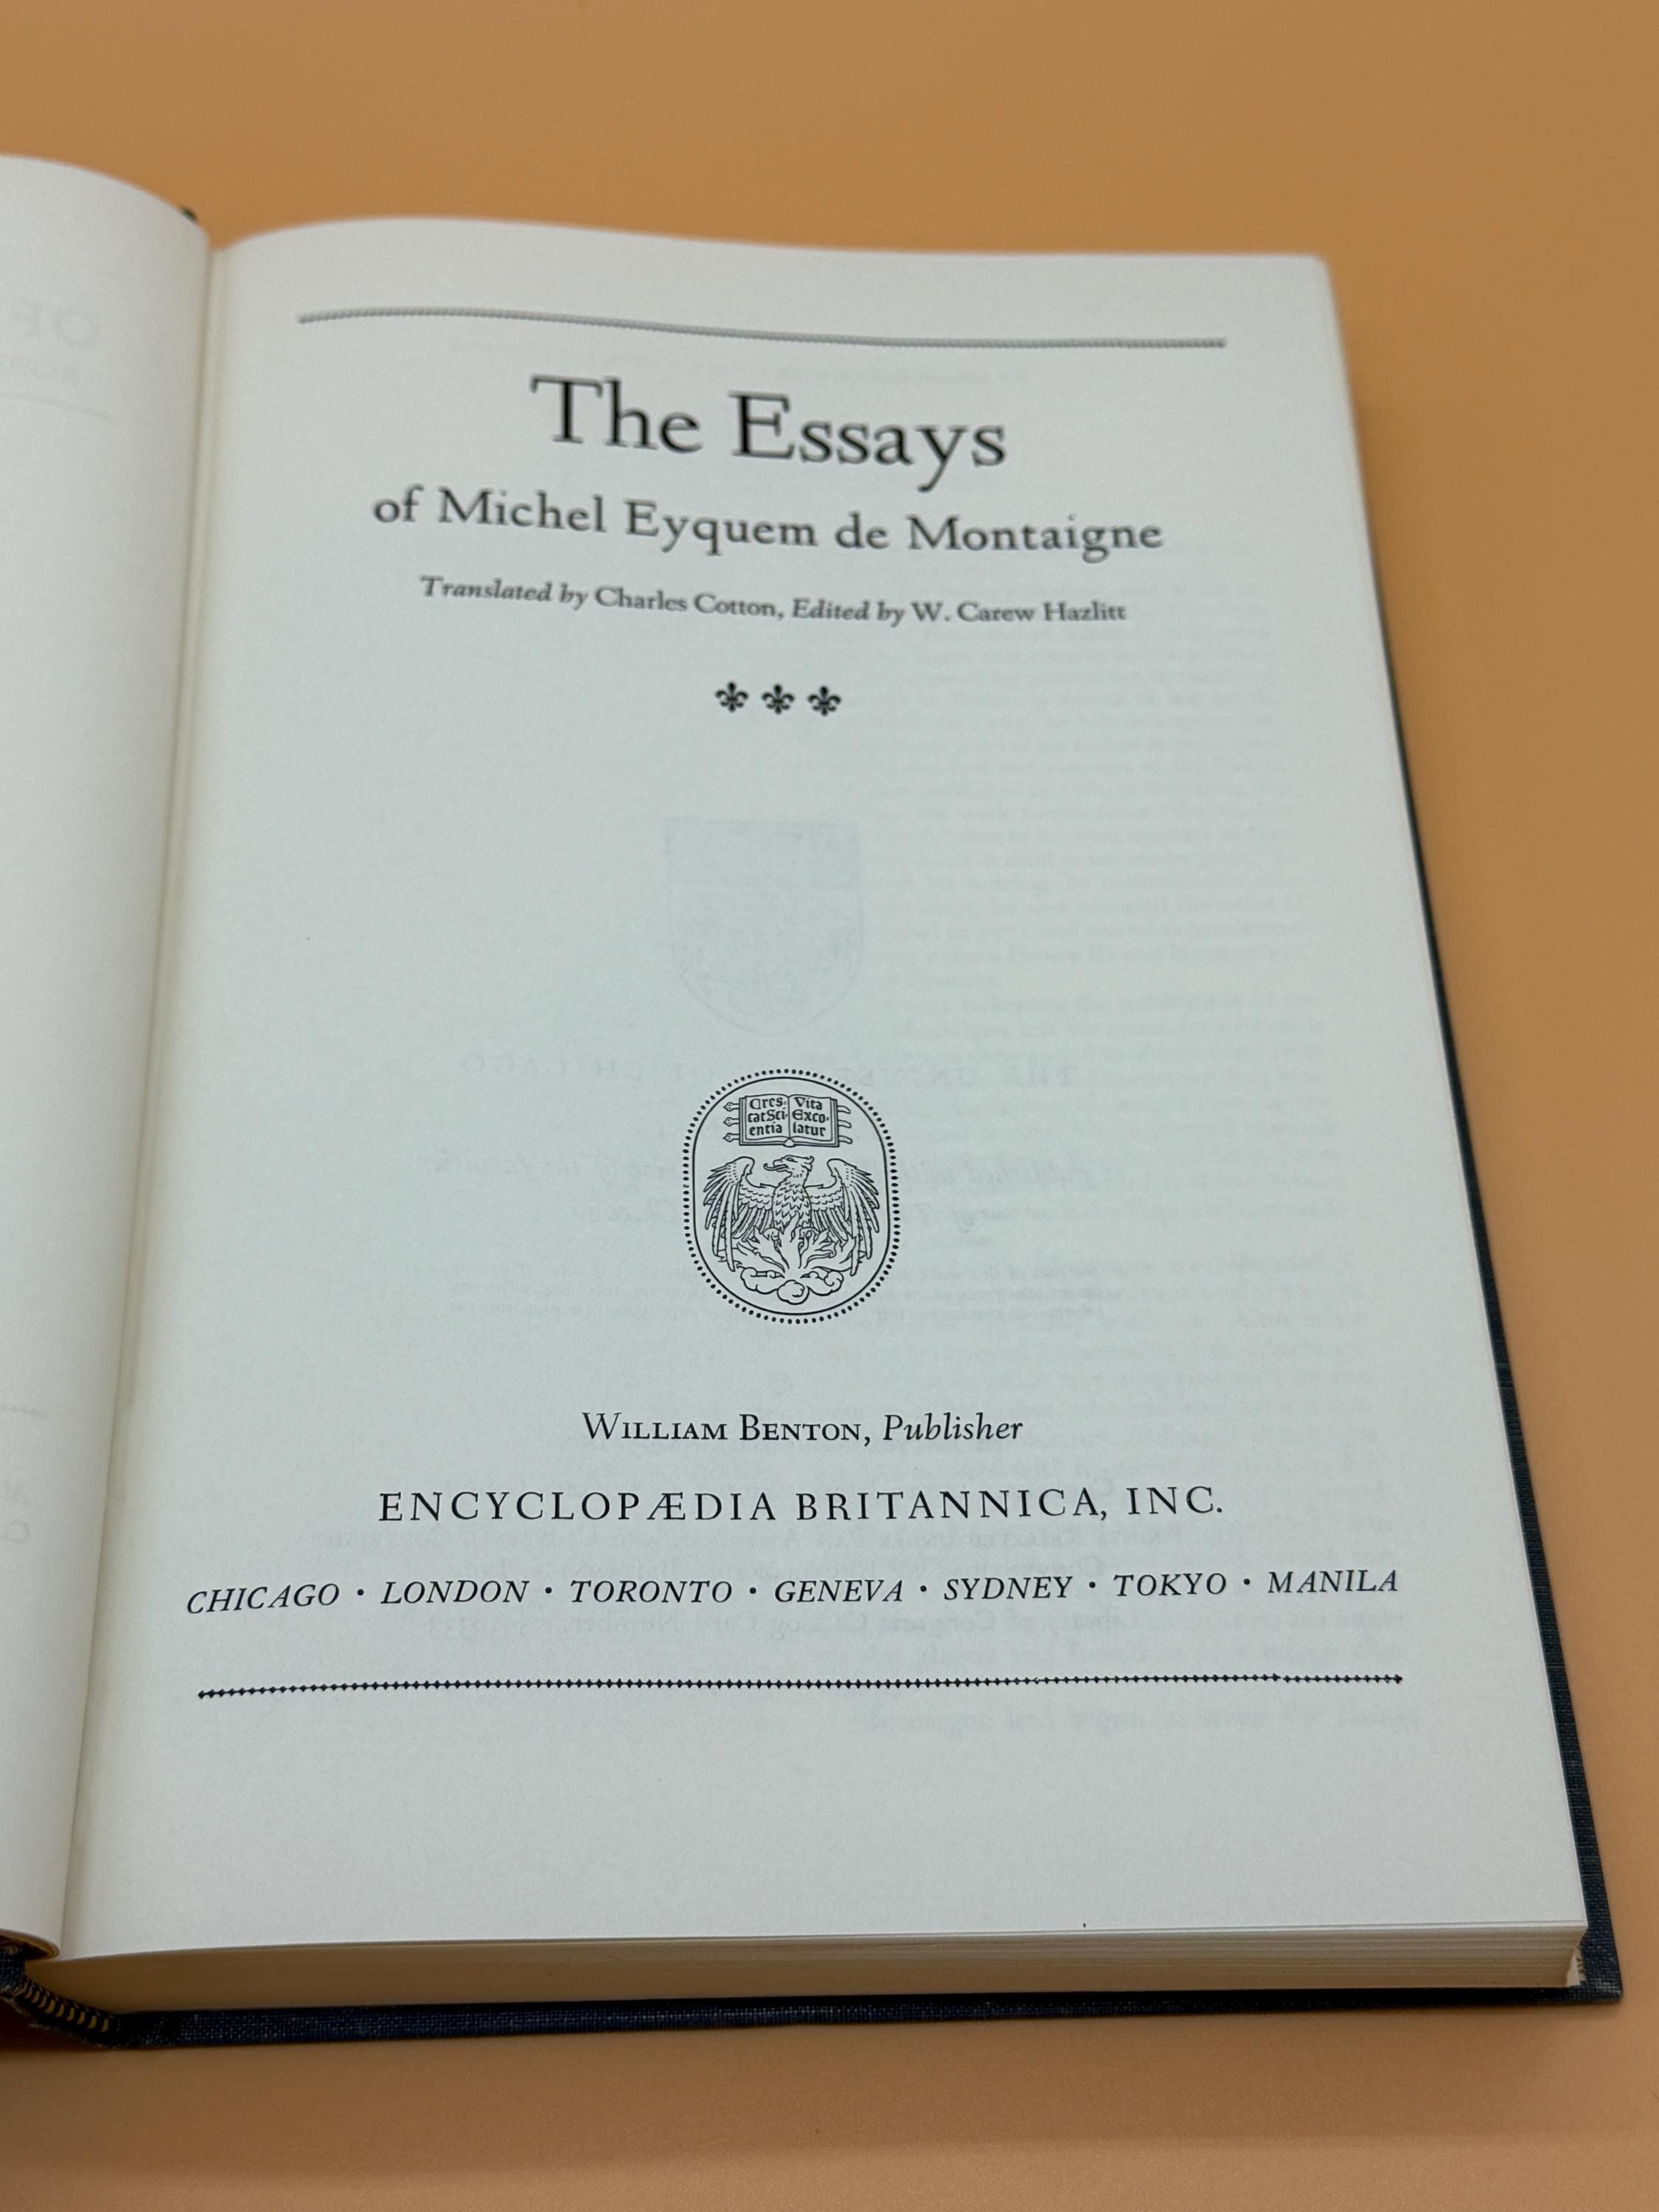 The Essays
of Michel Eyquem de Montaigne
Translated by Charles Cotton, Edited by W. Carew Hazlitt
Cres· Vita
cat Sci· Exco·
entia latur
WILLIAM BENTON, Publisher
ENCYCLOPÆDIA BRITANNICA, INC.
CHICAGO · LONDON · TORONTO · GENEVA · SYDNEY · TOKYO · MANILA